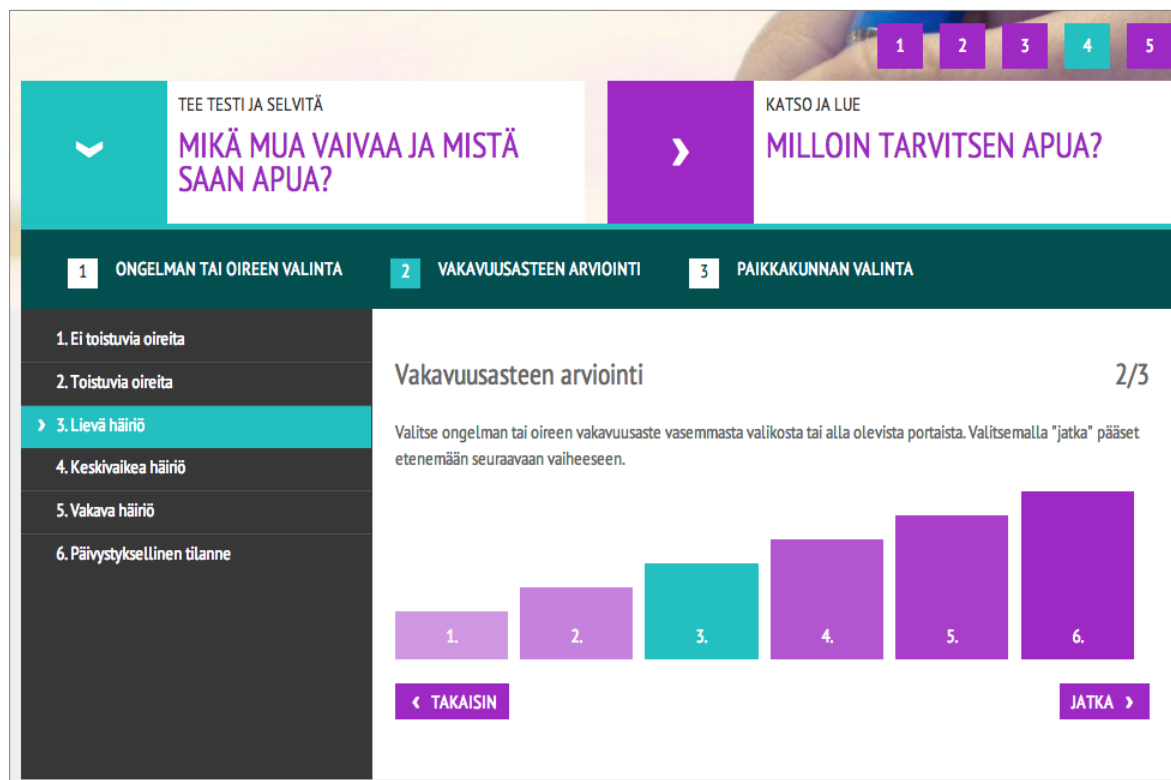 1 2 3 4 5
TEE TESTI JA SELVITÄ
MIKÄ MUA VAIVAA JA MISTÄ
SAAN APUA?
KATSO JA LUE
MILLOIN TARVITSEN APUA?
1 ONGELMAN TAI OIREEN VALINTA 2 VAKAVUUSASTEEN ARVIOINTI 3 PAIKKAKUNNAN VALINTA
1. Ei toistuvia oireita
2. Toistuvia oireita
3. Lievä häiriö
4. Keskivaikea häiriö
5. Vakava häiriö
6. Päivystyksellinen tilanne
Vakavuusasteen arviointi 2/3
Valitse ongelman tai oireen vakavuusaste vasemmasta valikosta tai alla olevista portaista. Valitsemalla "jatka" pääset
etenemään seuraavaan vaiheeseen.
1. 2. 3. 4. 5. 6.
TAKAISIN JATKA